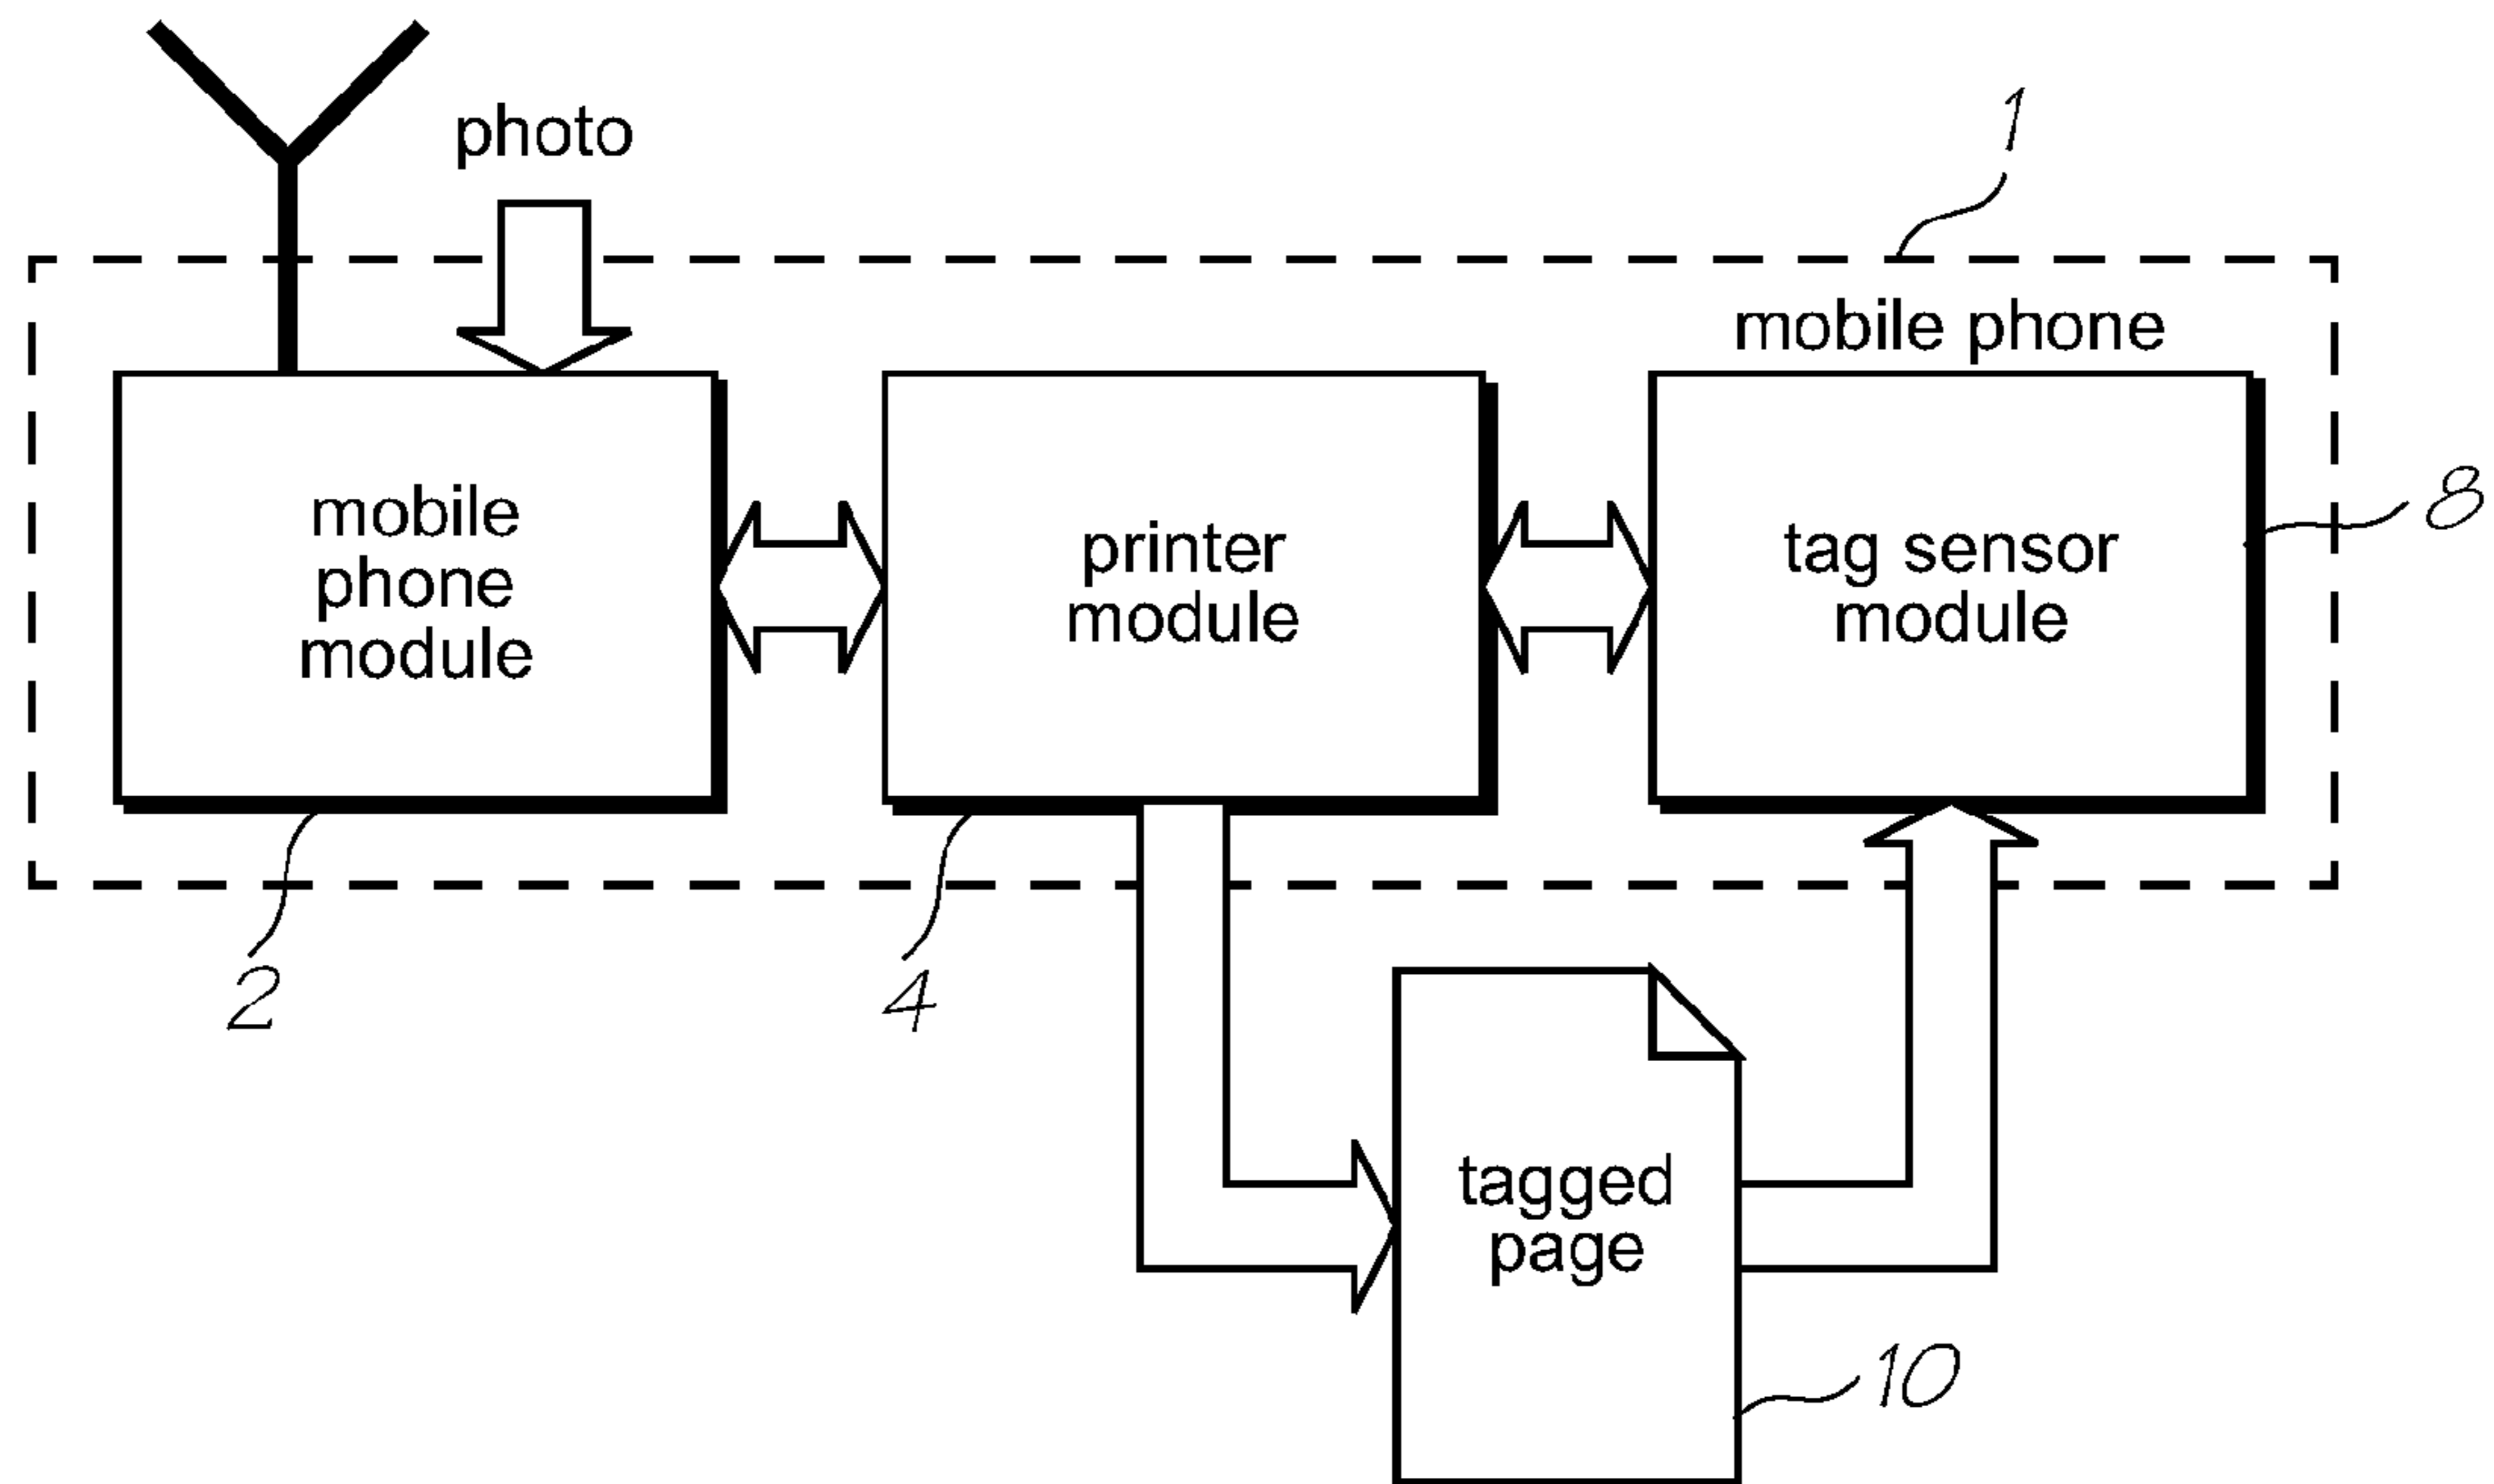 photo
1
mobile phone
mobile
phone
module
printer
module
tag sensor
module
8
2
4
tagged
page
10